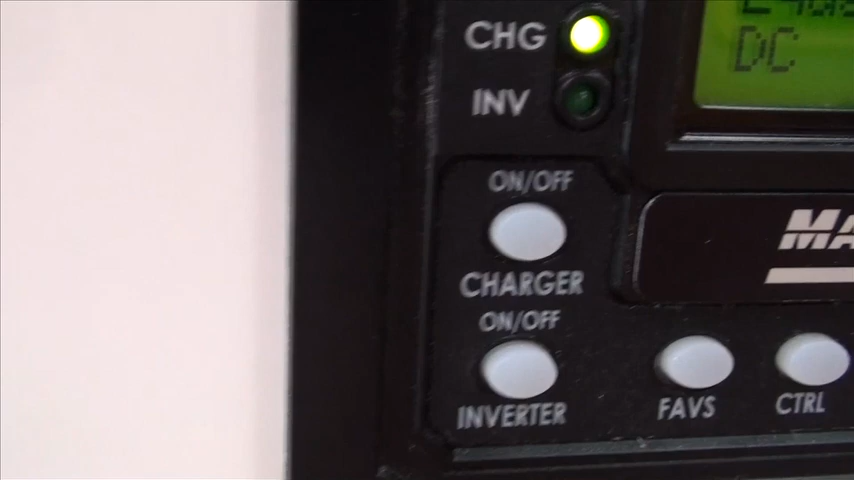 CHG
DC
INV
ON/OFF
CHARGER
ON/OFF
INVERTER
FAVS
CTRL